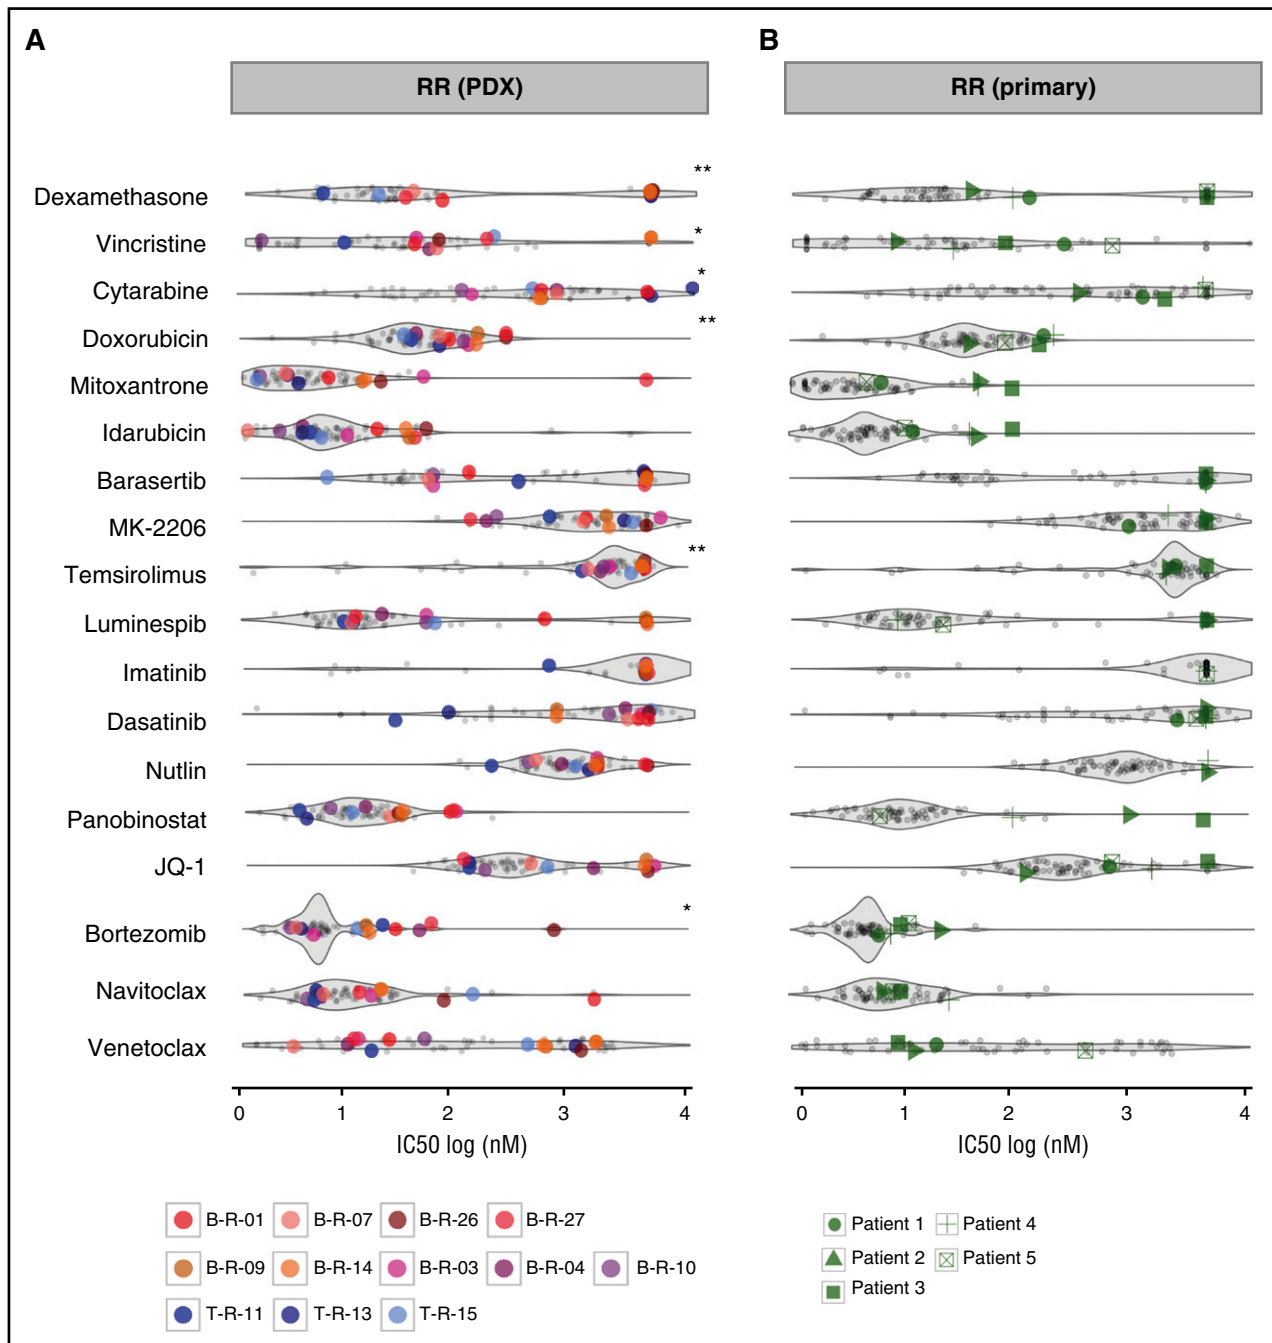 A
B
RR (PDX)
RR (primary)
Dexamethasone
**
Vincristine
*
Cytarabine
*
Doxorubicin
**
Mitoxantrone
Idarubicin
Barasertib
MK-2206
Temsirolimus
**
Luminespib
Imatinib
Dasatinib
Nutlin
Panobinostat
JQ-1
Bortezomib
*
Navitoclax
Venetoclax
0 1 2 3 4
0 1 2 3 4
IC50 log (nM)
IC50 log (nM)
B-R-01 B-R-07 B-R-26 B-R-27
B-R-09 B-R-14 B-R-03 B-R-04 B-R-10
T-R-11 T-R-13 T-R-15
Patient 1 Patient 4
Patient 2 Patient 5
Patient 3